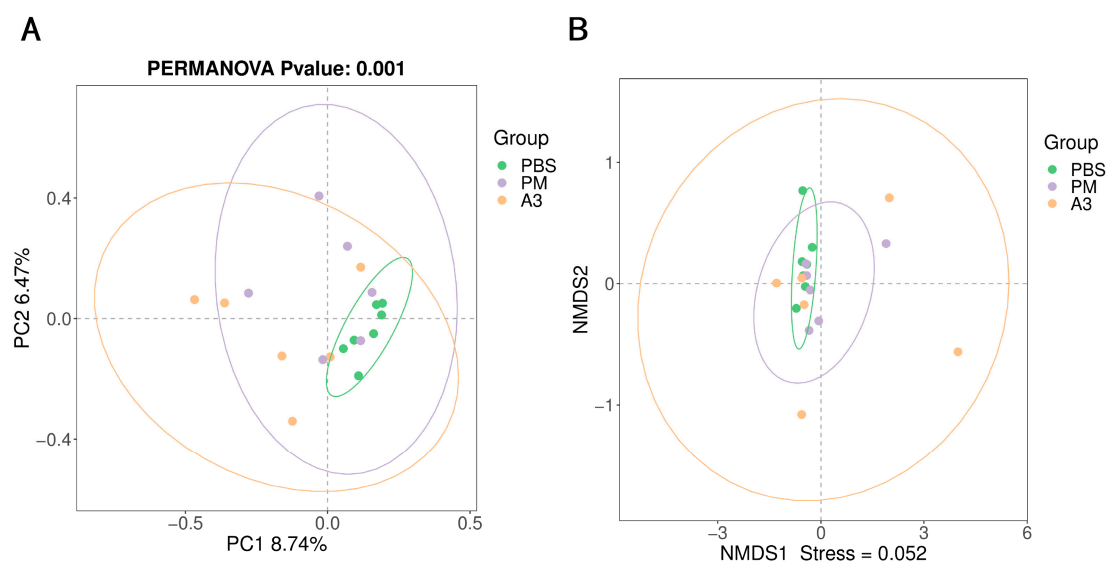 A
PERMANOVA Pvalue: 0.001
0.4
0.0
−0.4
PC2 6.47%
−0.5
0.0
0.5
PC1 8.74%
Group
PBS
PM
A3
B
1
0
−1
NMDS2
−3
0
3
6
NMDS1 Stress = 0.052
Group
PBS
PM
A3